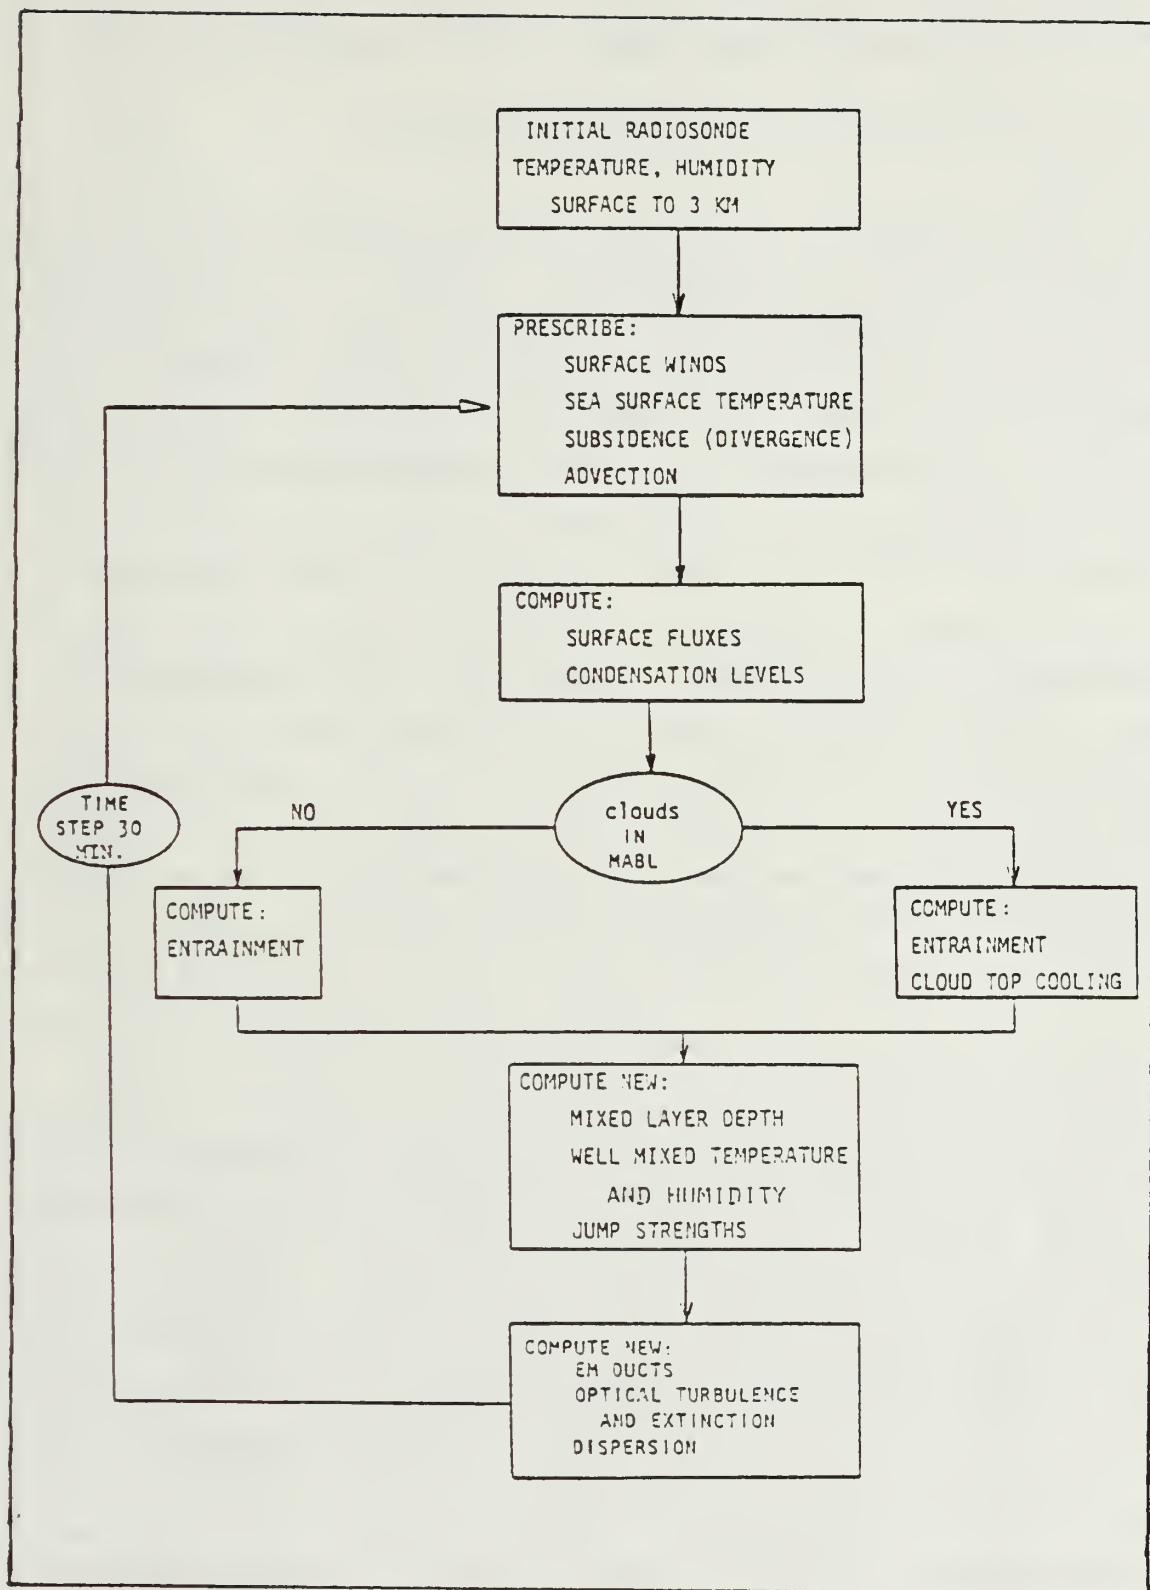 INITIAL RADIOSONDE
TEMPERATURE, HUMIDITY
SURFACE TO 3 KM
PRESCRIBE:
SURFACE WINDS
SEA SURFACE TEMPERATURE
SUBSIDENCE (DIVERGENCE)
ADVECTION
COMPUTE:
SURFACE FLUXES
CONDENSATION LEVELS
TIME
STEP 30
MIN.
NO
clouds
IN
MABL
YES
COMPUTE:
ENTRAINMENT
COMPUTE:
ENTRAINMENT
CLOUD TOP COOLING
COMPUTE NEW:
MIXED LAYER DEPTH
WELL MIXED TEMPERATURE
AND HUMIDITY
JUMP STRENGTHS
COMPUTE NEW:
EM DUCTS
OPTICAL TURBULENCE
AND EXTINCTION
DISPERSION